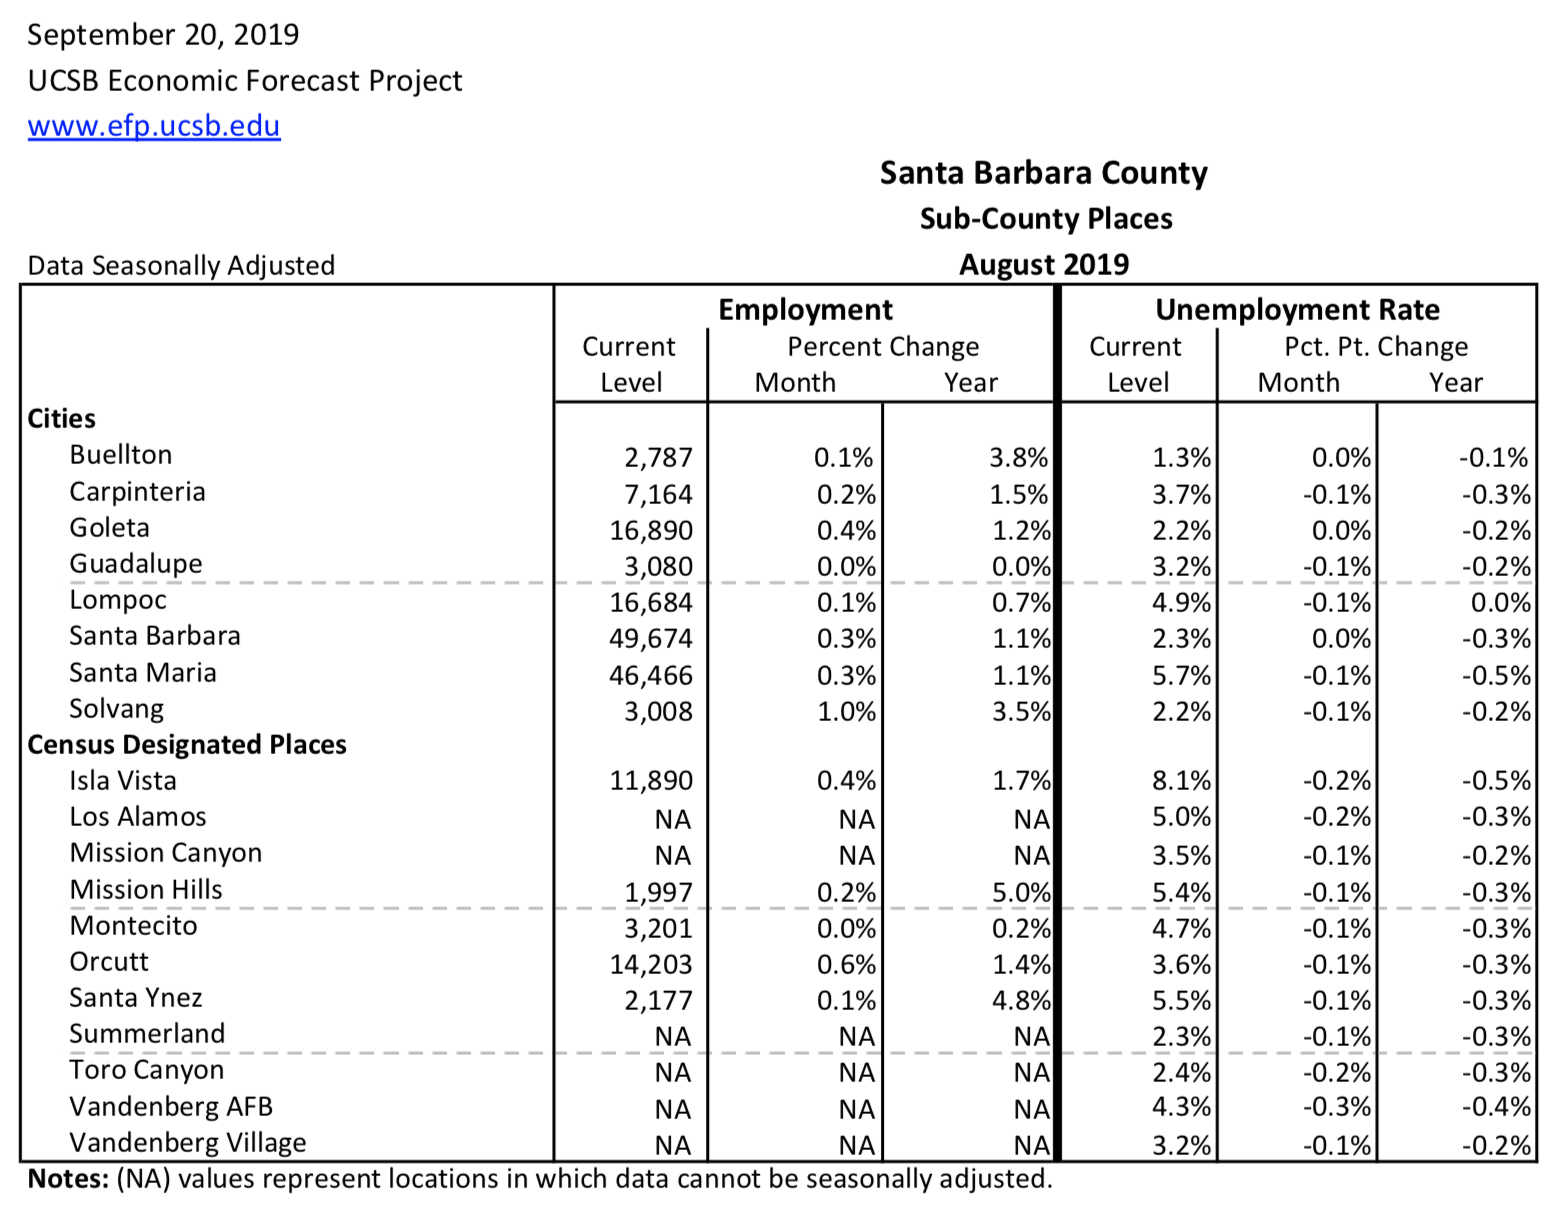 September 20, 2019
UCSB Economic Forecast Project
www.efp.ucsb.edu
Santa Barbara County
Sub-County Places
Data Seasonally Adjusted August 2019
Employment Unemployment Rate
Current Percent Change Current Pct. Pt. Change
Level Month Year Level Month Year
Cities
Buellton 2,787 0.1% 3.8% 1.3% 0.0% -0.1%
Carpinteria 7,164 0.2% 1.5% 3.7% -0.1% -0.3%
Goleta 16,890 0.4% 1.2% 2.2% 0.0% -0.2%
Guadalupe 3,080 0.0% 0.0% 3.2% -0.1% -0.2%
Lompoc 16,684 0.1% 0.7% 4.9% -0.1% 0.0%
Santa Barbara 49,674 0.3% 1.1% 2.3% 0.0% -0.3%
Santa Maria 46,466 0.3% 1.1% 5.7% -0.1% -0.5%
Solvang 3,008 1.0% 3.5% 2.2% -0.1% -0.2%
Census Designated Places
Isla Vista 11,890 0.4% 1.7% 8.1% -0.2% -0.5%
Los Alamos NA NA NA 5.0% -0.2% -0.3%
Mission Canyon NA NA NA 3.5% -0.1% -0.2%
Mission Hills 1,997 0.2% 5.0% 5.4% -0.1% -0.3%
Montecito 3,201 0.0% 0.2% 4.7% -0.1% -0.3%
Orcutt 14,203 0.6% 1.4% 3.6% -0.1% -0.3%
Santa Ynez 2,177 0.1% 4.8% 5.5% -0.1% -0.3%
Summerland NA NA NA 2.3% -0.1% -0.3%
Toro Canyon NA NA NA 2.4% -0.2% -0.3%
Vandenberg AFB NA NA NA 4.3% -0.3% -0.4%
Vandenberg Village NA NA NA 3.2% -0.1% -0.2%
Notes: (NA) values represent locations in which data cannot be seasonally adjusted.